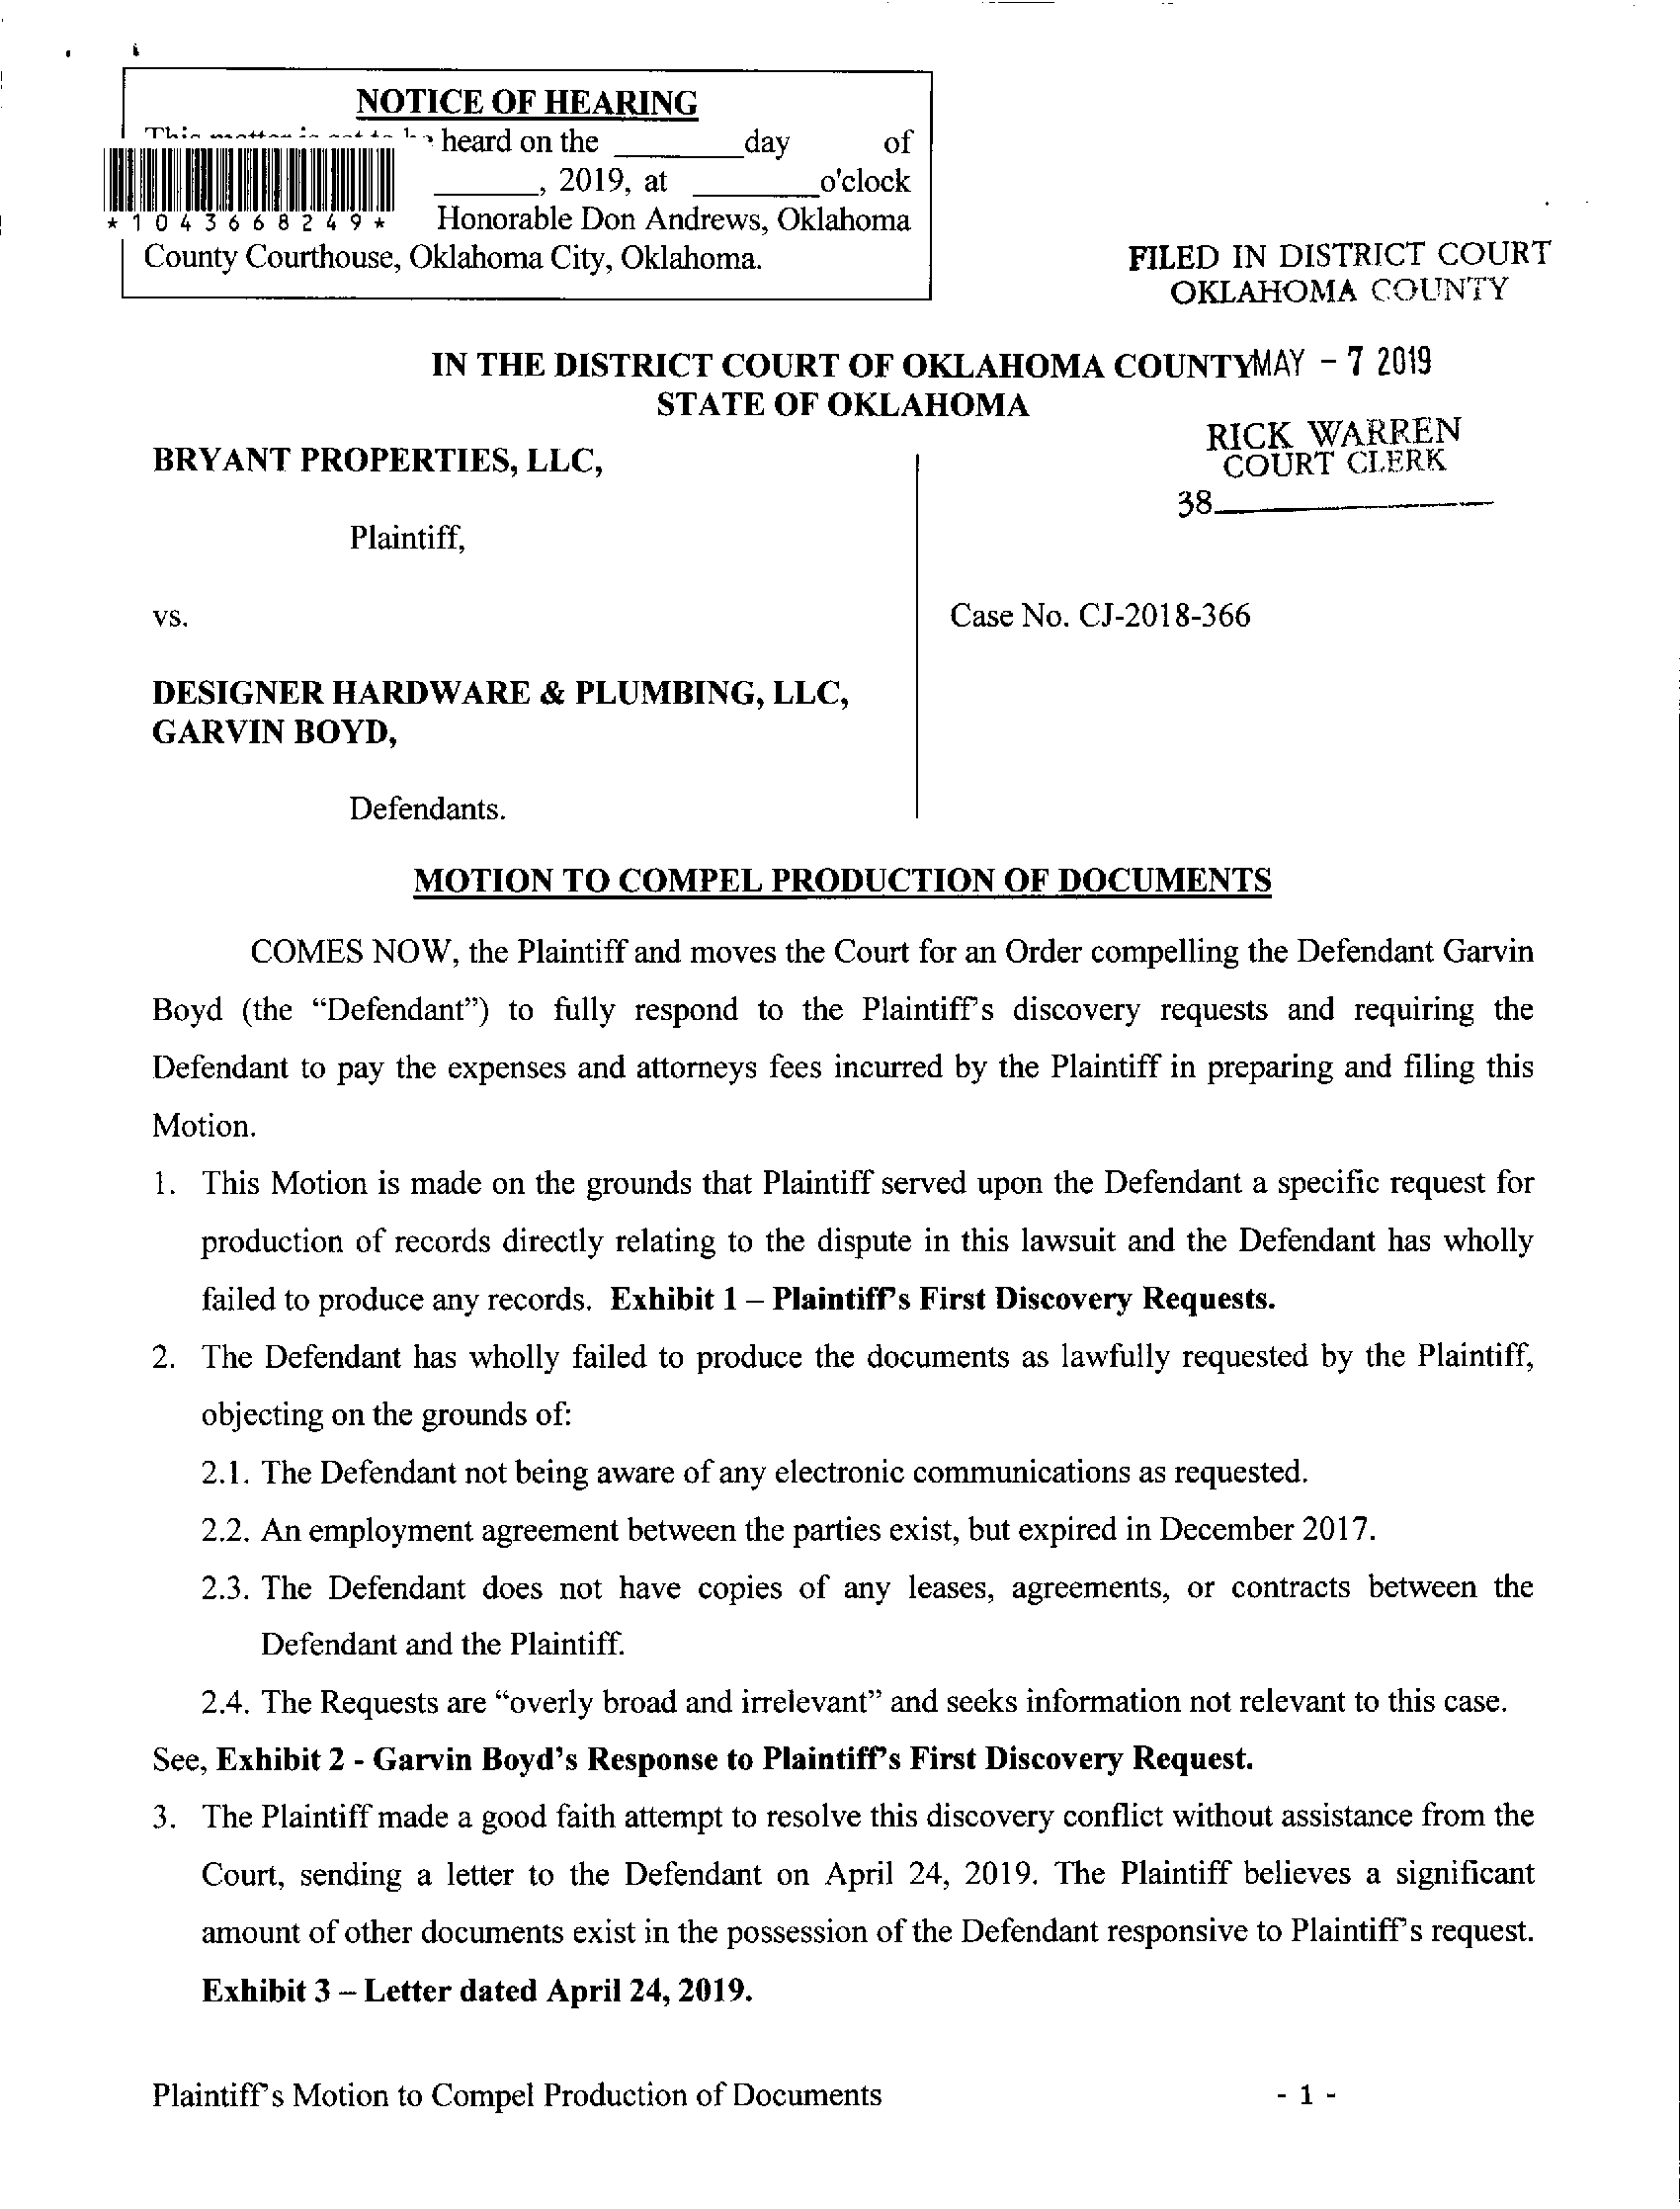 NOTICE OF HEARING
heard on the ________day of
_______, 2019, at ________o'clock
*1043668249* Honorable Don Andrews, Oklahoma
County Courthouse, Oklahoma City, Oklahoma.
FILED IN DISTRICT COURT
OKLAHOMA COUNTY
IN THE DISTRICT COURT OF OKLAHOMA COUNTY MAY - 7 2019
STATE OF OKLAHOMA
RICK WARREN
COURT CLERK
38
BRYANT PROPERTIES, LLC,
Plaintiff,
vs.
Case No. CJ-2018-366
DESIGNER HARDWARE & PLUMBING, LLC,
GARVIN BOYD,
Defendants.
MOTION TO COMPEL PRODUCTION OF DOCUMENTS
COMES NOW, the Plaintiff and moves the Court for an Order compelling the Defendant Garvin
Boyd (the “Defendant”) to fully respond to the Plaintiff's discovery requests and requiring the
Defendant to pay the expenses and attorneys fees incurred by the Plaintiff in preparing and filing this
Motion.
1. This Motion is made on the grounds that Plaintiff served upon the Defendant a specific request for
production of records directly relating to the dispute in this lawsuit and the Defendant has wholly
failed to produce any records. Exhibit 1 – Plaintiff's First Discovery Requests.
2. The Defendant has wholly failed to produce the documents as lawfully requested by the Plaintiff,
objecting on the grounds of:
2.1. The Defendant not being aware of any electronic communications as requested.
2.2. An employment agreement between the parties exist, but expired in December 2017.
2.3. The Defendant does not have copies of any leases, agreements, or contracts between the
Defendant and the Plaintiff.
2.4. The Requests are “overly broad and irrelevant” and seeks information not relevant to this case.
See, Exhibit 2 - Garvin Boyd's Response to Plaintiff's First Discovery Request.
3. The Plaintiff made a good faith attempt to resolve this discovery conflict without assistance from the
Court, sending a letter to the Defendant on April 24, 2019. The Plaintiff believes a significant
amount of other documents exist in the possession of the Defendant responsive to Plaintiff's request.
Exhibit 3 – Letter dated April 24, 2019.
Plaintiff's Motion to Compel Production of Documents - 1 -